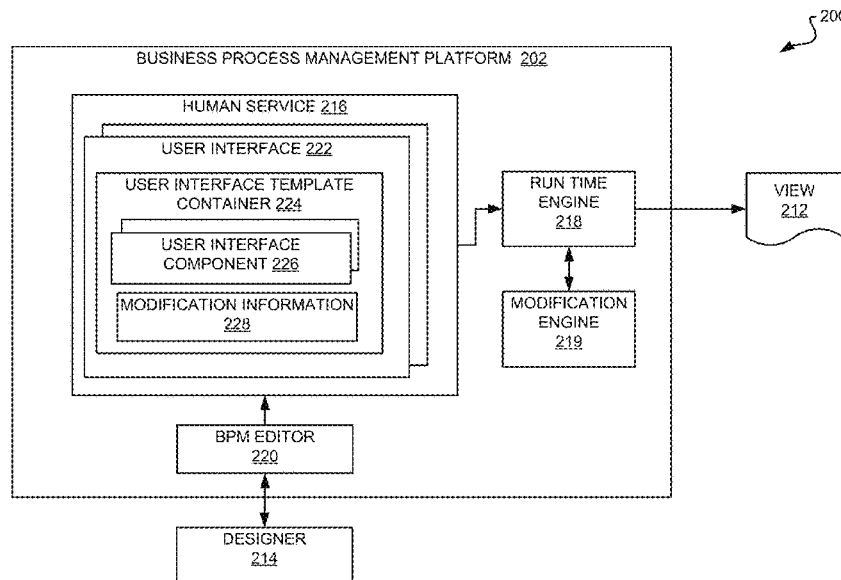 200
BUSINESS PROCESS MANAGEMENT PLATFORM 202
HUMAN SERVICE 216
USER INTERFACE 222
USER INTERFACE TEMPLATE
CONTAINER 224
USER INTERFACE
COMPONENT 226
MODIFICATION INFORMATION
228
RUN TIME
ENGINE
218
MODIFICATION
ENGINE
219
VIEW
212
BPM EDITOR
220
DESIGNER
214